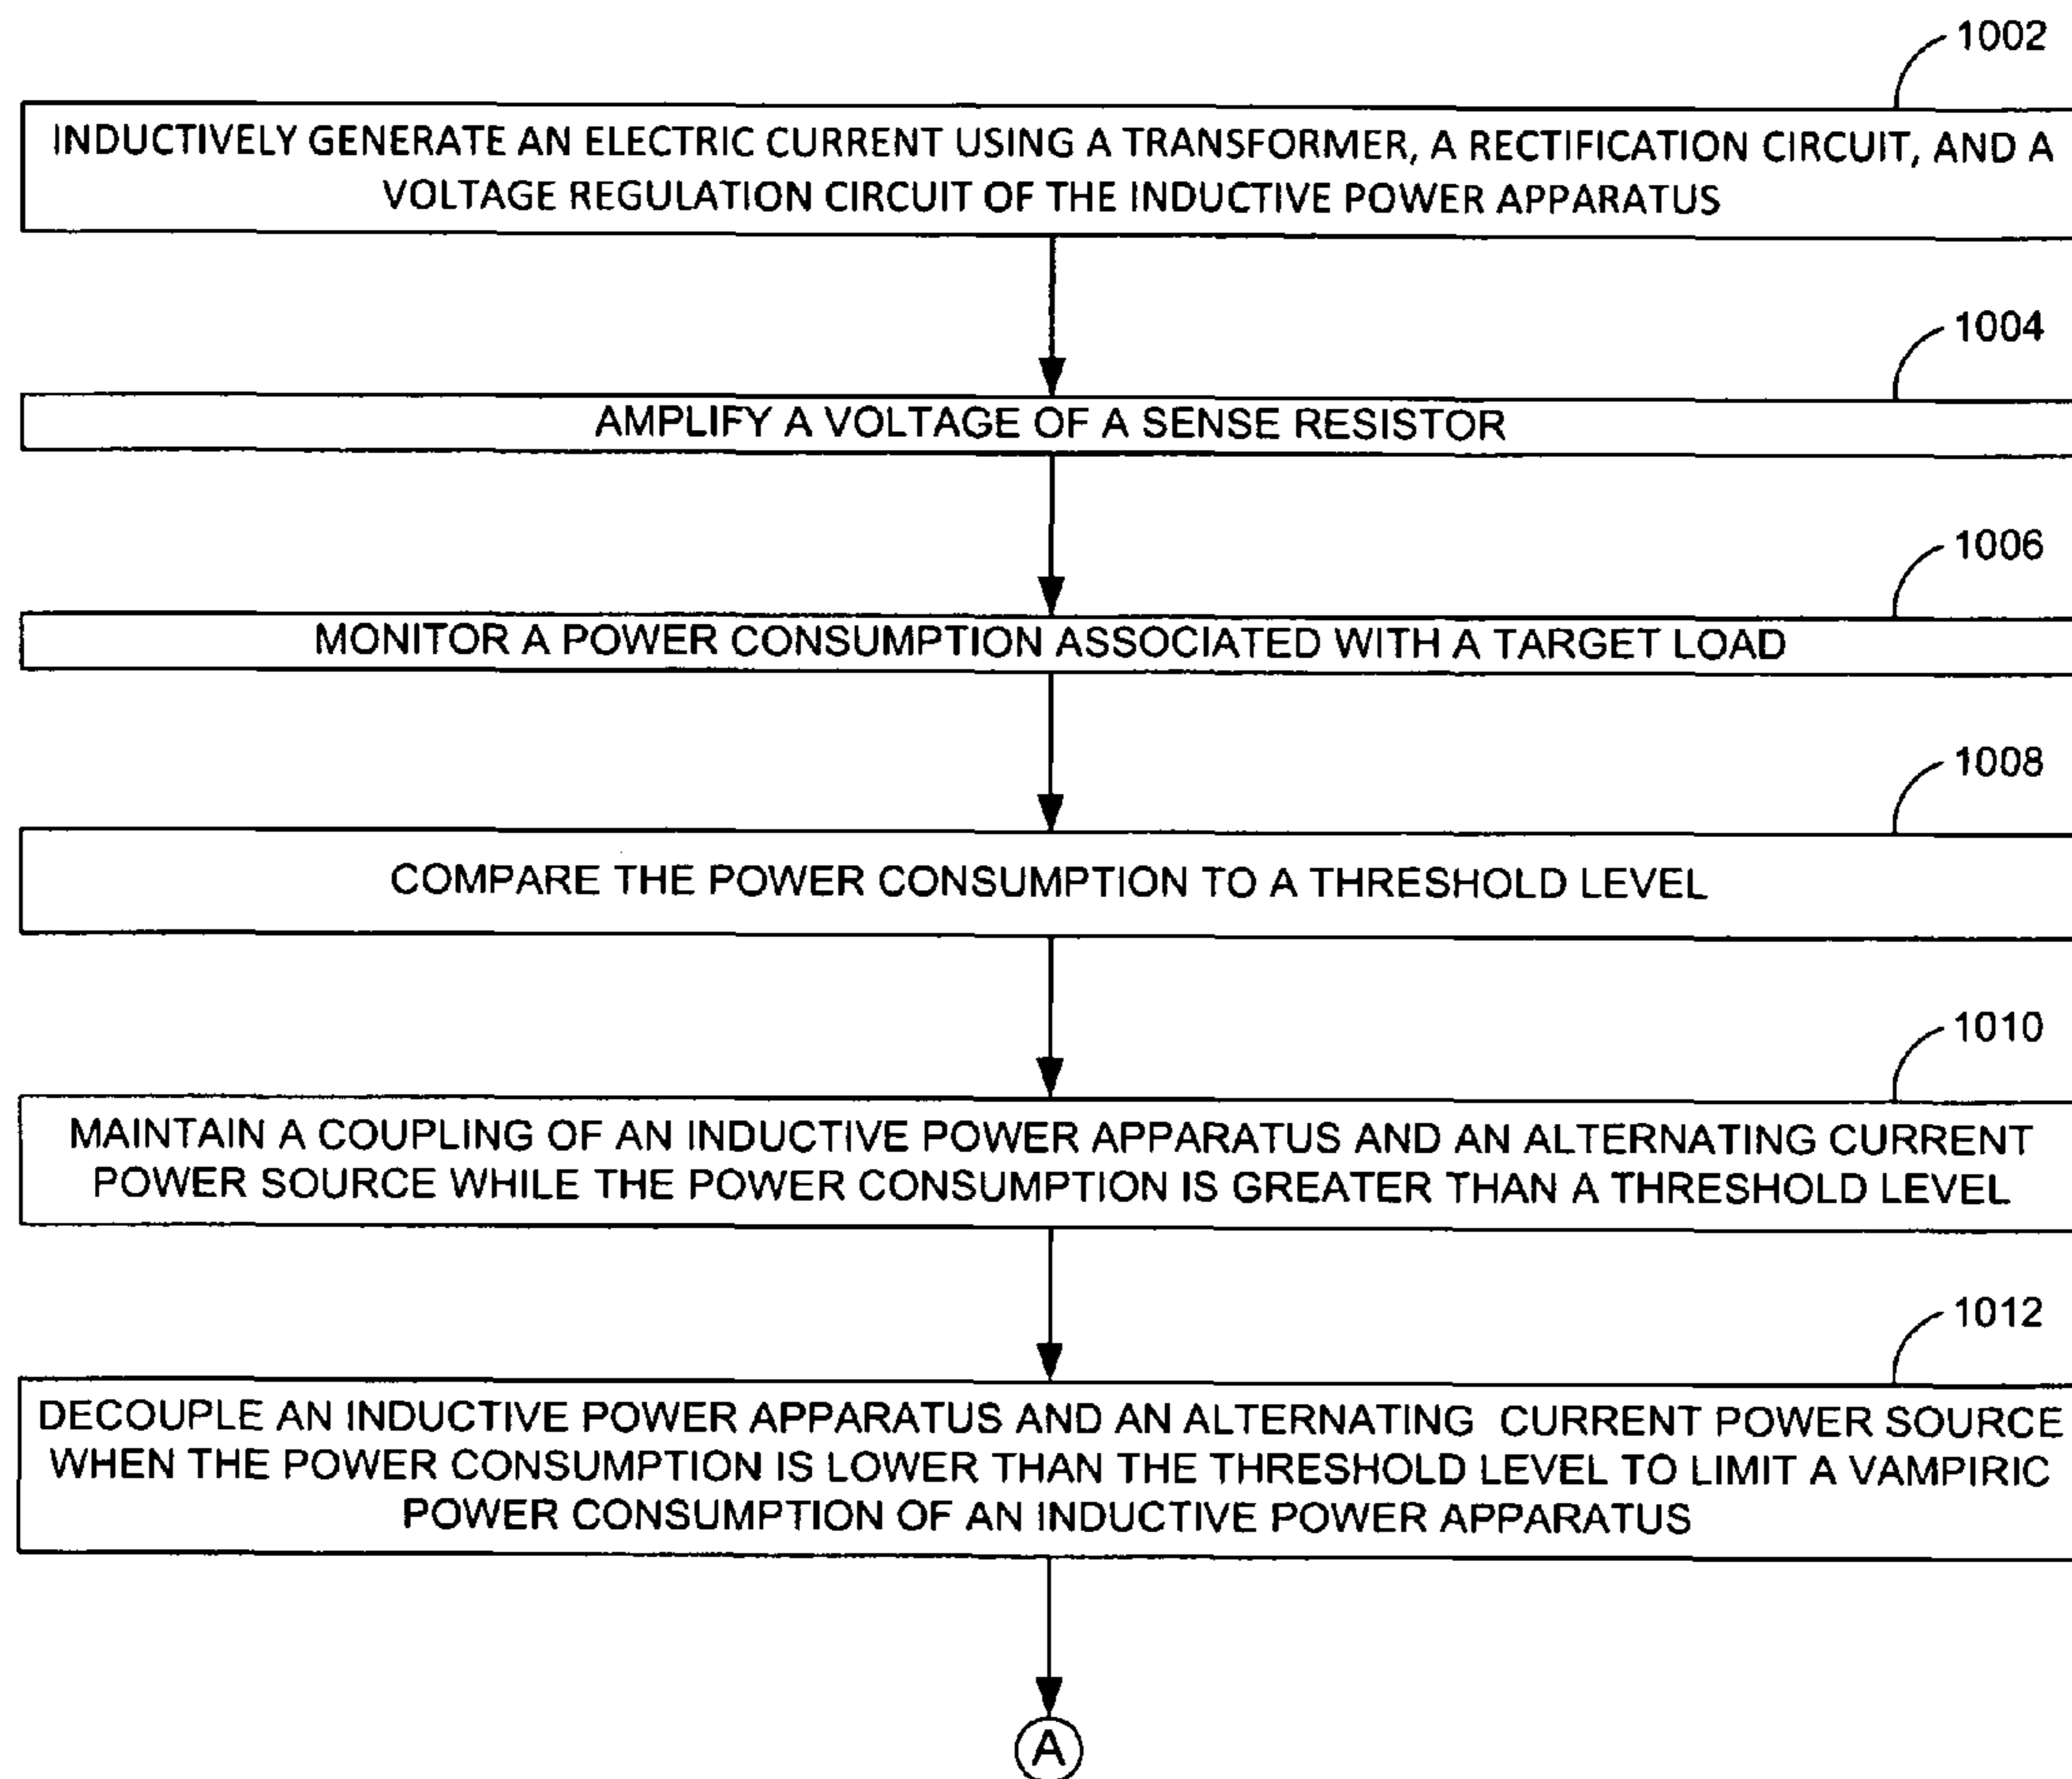 1002
INDUCTIVELY GENERATE AN ELECTRIC CURRENT USING A TRANSFORMER, A RECTIFICATION CIRCUIT, AND A
VOLTAGE REGULATION CIRCUIT OF THE INDUCTIVE POWER APPARATUS
1004
AMPLIFY A VOLTAGE OF A SENSE RESISTOR
1006
MONITOR A POWER CONSUMPTION ASSOCIATED WITH A TARGET LOAD
1008
COMPARE THE POWER CONSUMPTION TO A THRESHOLD LEVEL
1010
MAINTAIN A COUPLING OF AN INDUCTIVE POWER APPARATUS AND AN ALTERNATING CURRENT
POWER SOURCE WHILE THE POWER CONSUMPTION IS GREATER THAN A THRESHOLD LEVEL
1012
DECOUPLE AN INDUCTIVE POWER APPARATUS AND AN ALTERNATING CURRENT POWER SOURCE
WHEN THE POWER CONSUMPTION IS LOWER THAN THE THRESHOLD LEVEL TO LIMIT A VAMPIRIC
POWER CONSUMPTION OF AN INDUCTIVE POWER APPARATUS
A